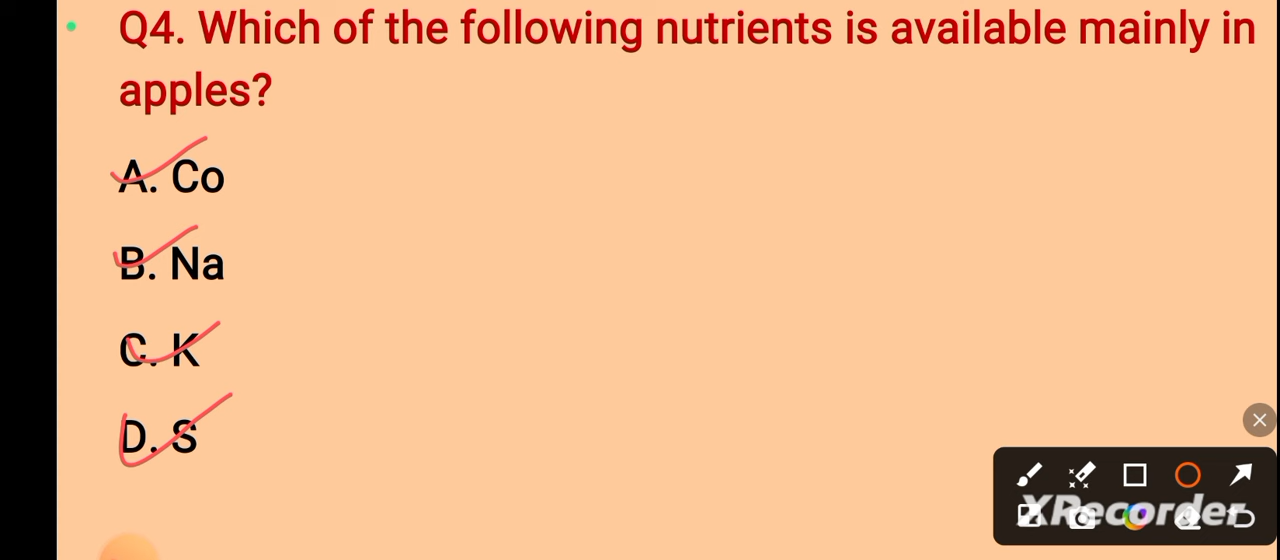 Q4. Which of the following nutrients is available mainly in
apples?
A. Co
B. Na
C. K
D. S
XRecorder